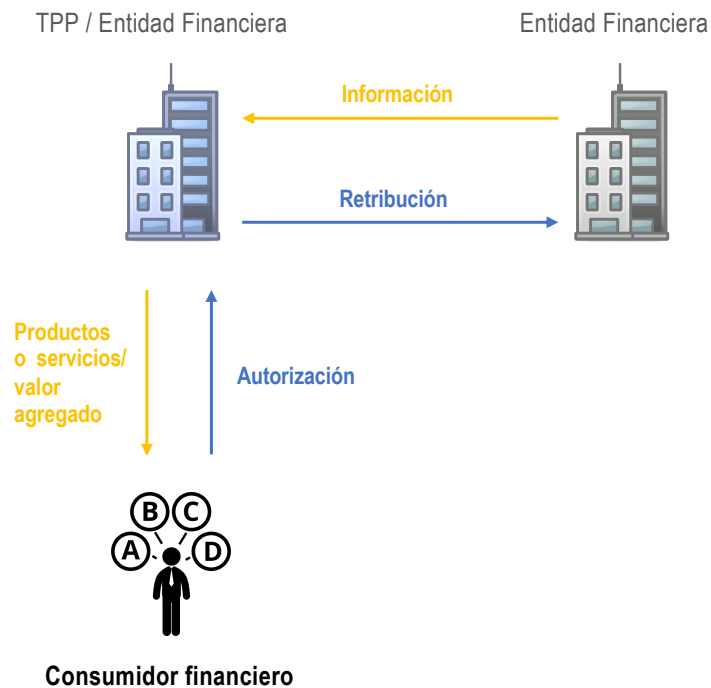 TPP / Entidad Financiera
Entidad Financiera
Información
Retribución
Productos
o servicios/
valor
agregado
Autorización
B C
A D
Consumidor financiero